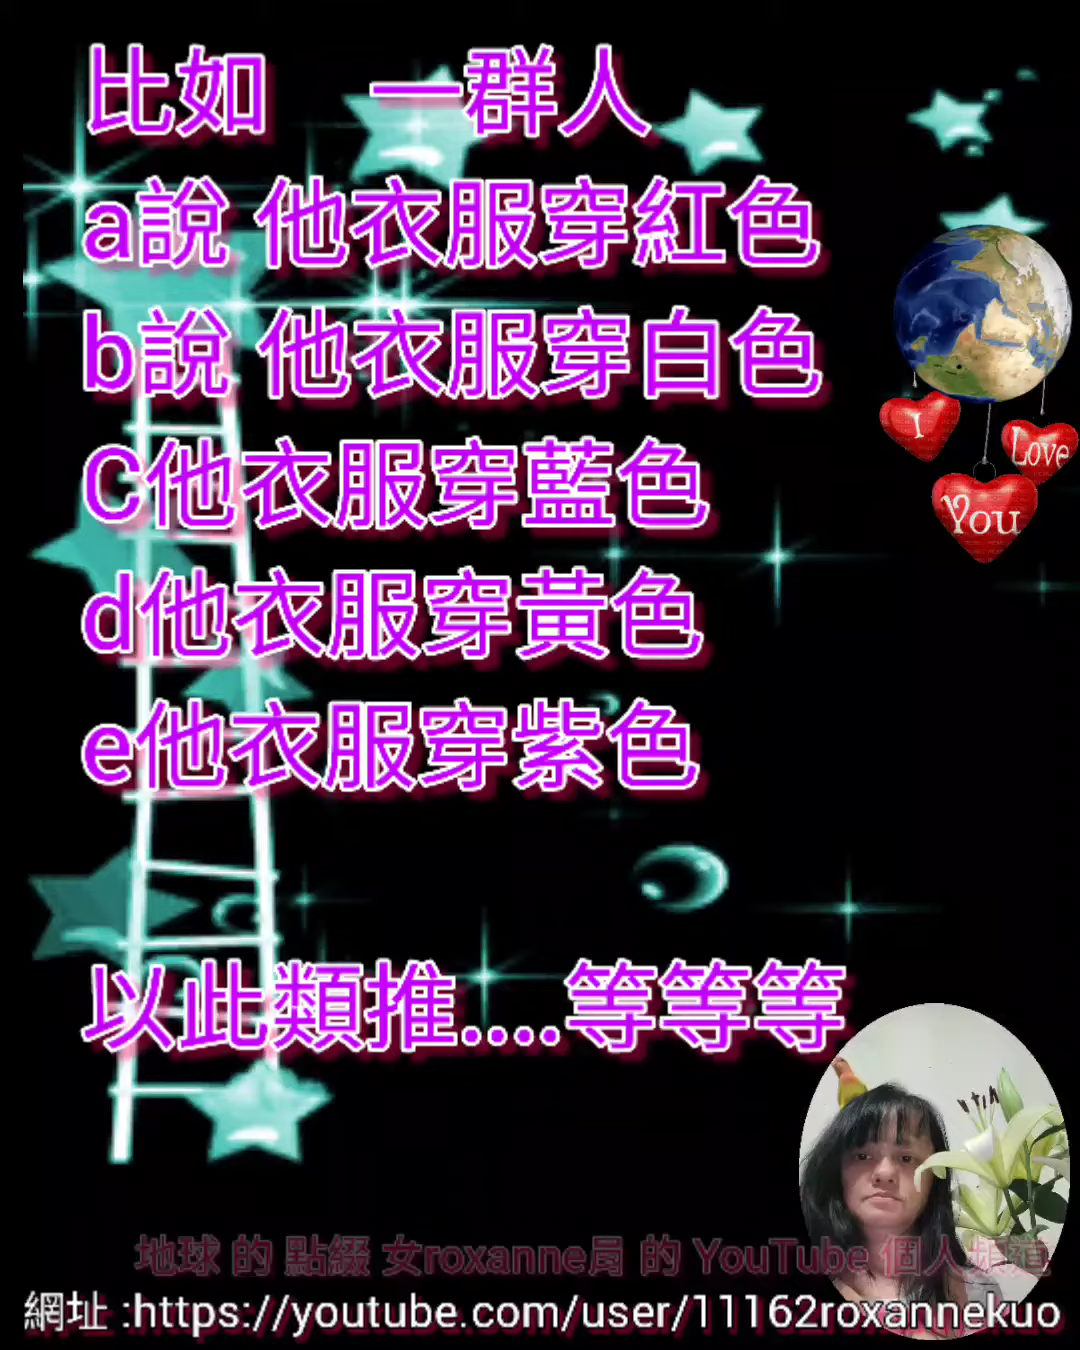 比如 一群人
a說 他衣服穿紅色
b說 他衣服穿白色
C他衣服穿藍色
d他衣服穿黃色
e他衣服穿紫色
以此類推....等等等
I
Love
You
地球 的 點綴 女roxanne局 的 YouTube 個人頻道
網址 :https://youtube.com/user/11162roxannekuo